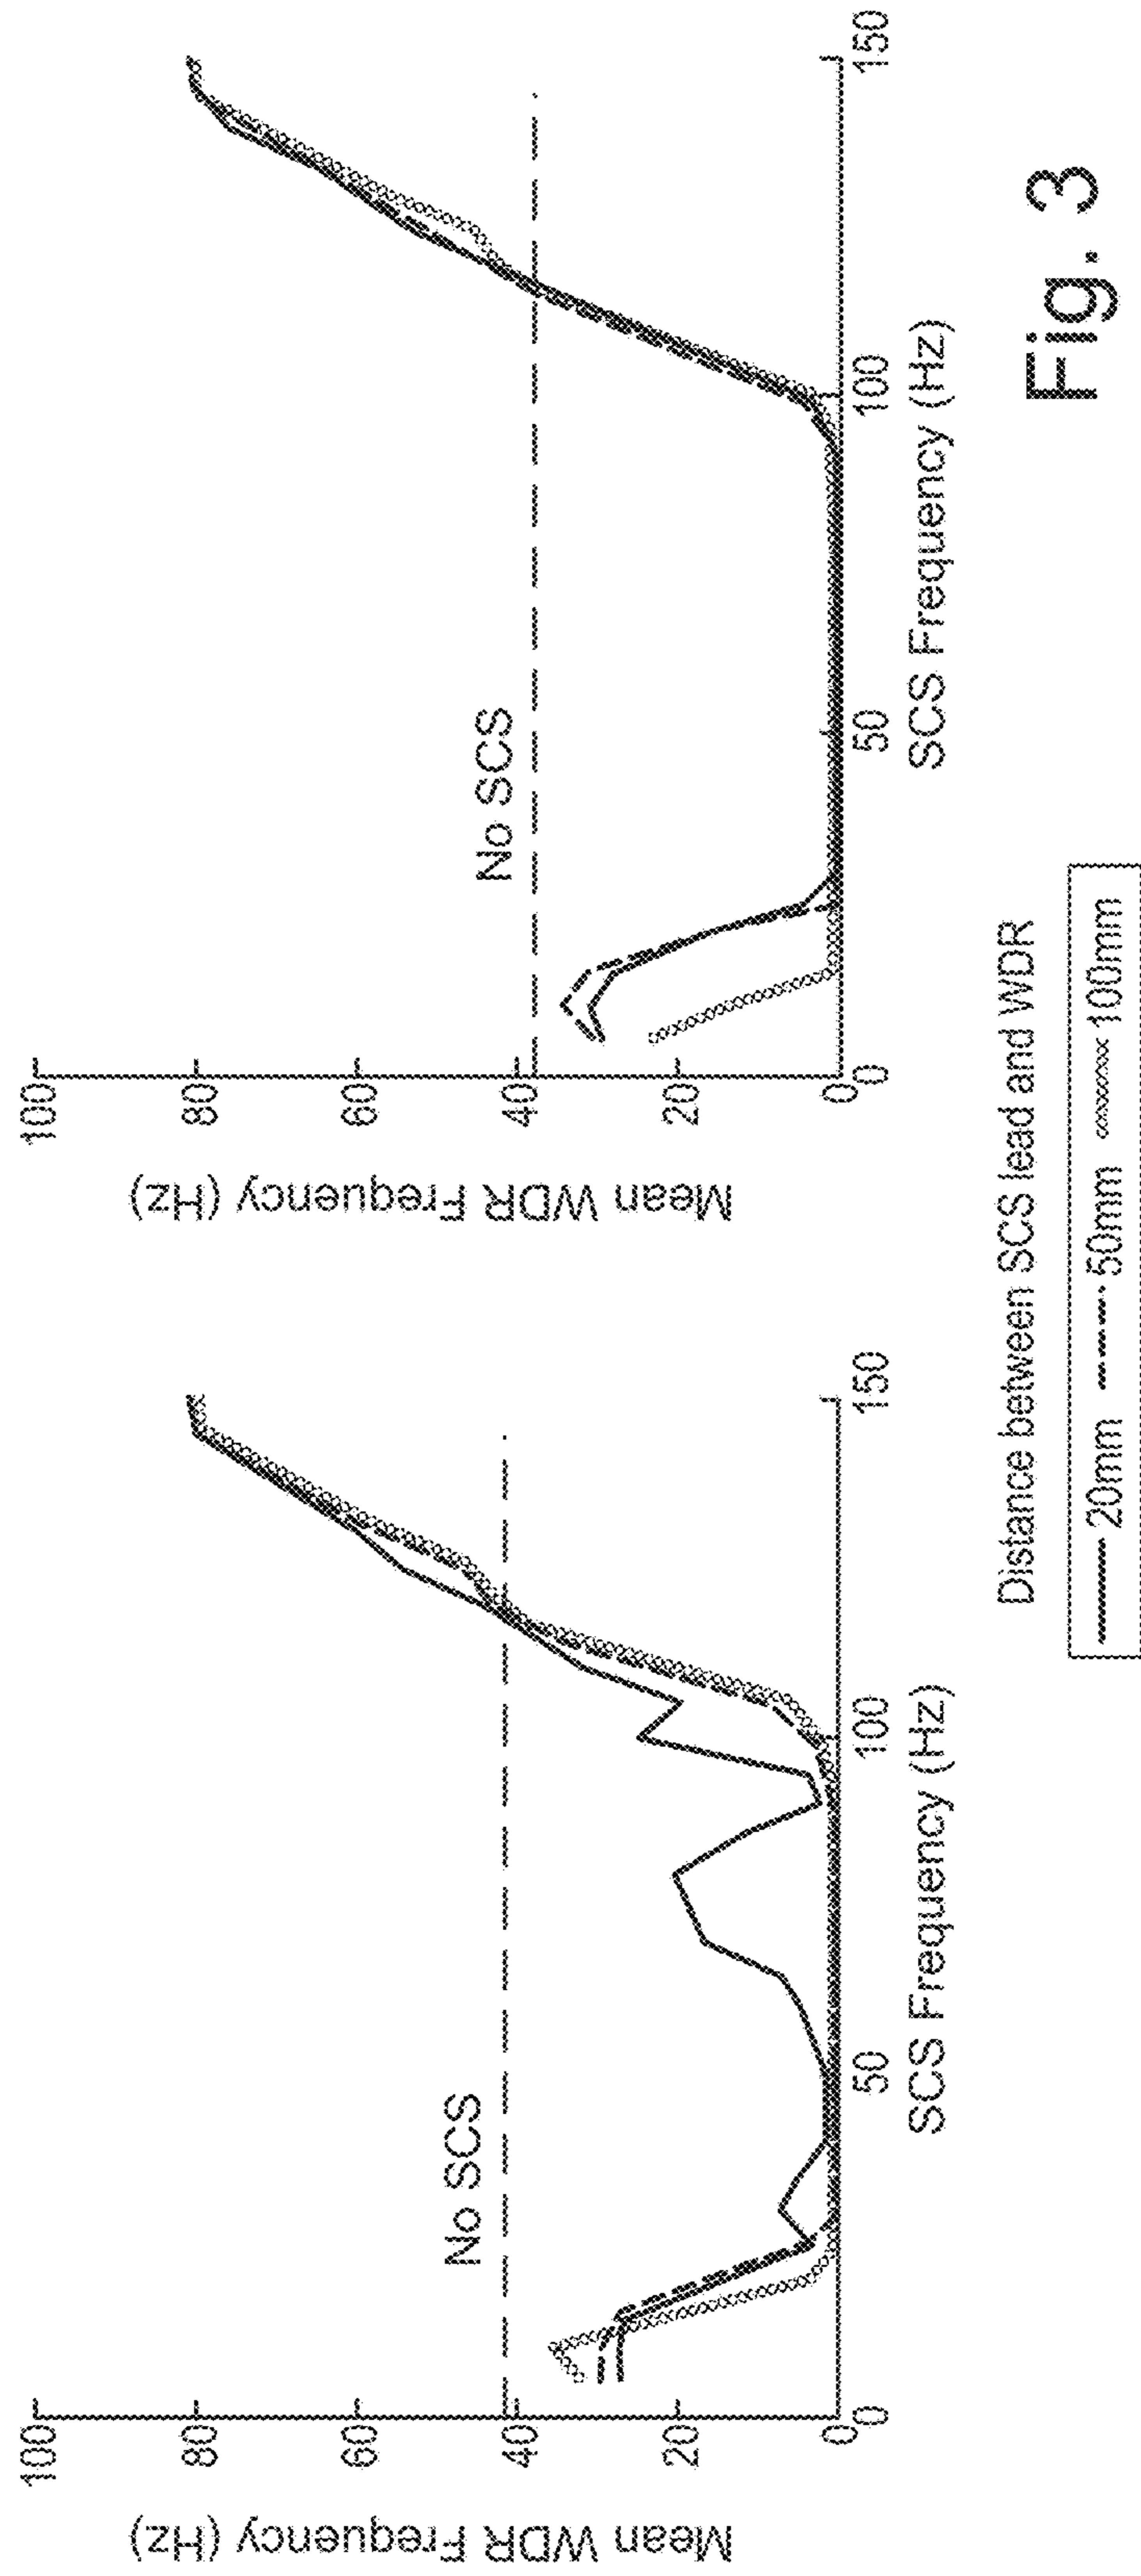 Mean WDR Frequency (Hz)
100
80
60
40
20
0
No SCS
0
50
100
150
SCS Frequency (Hz)
Mean WDR Frequency (Hz)
100
80
60
40
20
0
No SCS
0
50
100
150
SCS Frequency (Hz)
Distance between SCS lead and WDR
20mm 50mm 100mm
Fig. 3